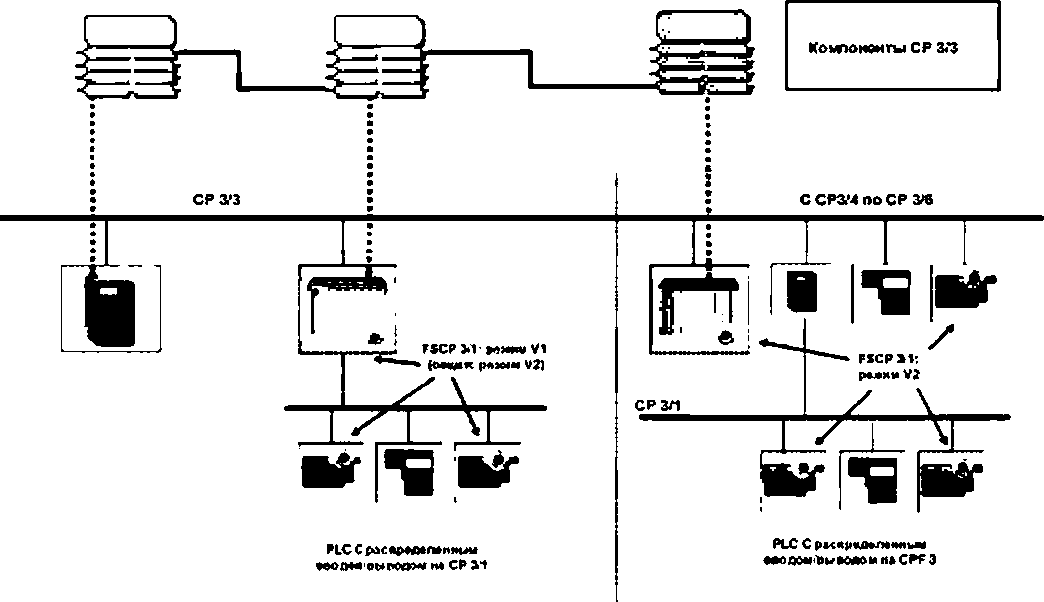 Компоненты CP 3/3
CP 3/3
С CP3/4 по CP 3/6
FSCP 3/1: режим V1
режим V2)
FSCP 3/1:
режим V2
CP 3/1
PLC С распределенным
вводом/выводом на CP 3/1
PLC С распределенным
вводом/выводом на CPF 3